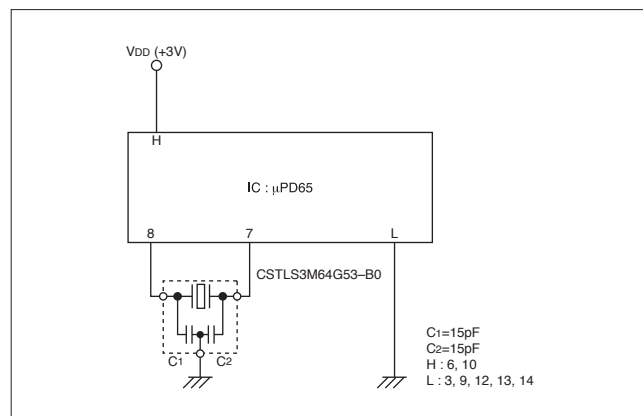 VDD (+3V)
H
IC : μPD65
8
7
L
CSTLS3M64G53–B0
C1
C2
C1=15pF
C2=15pF
H : 6, 10
L : 3, 9, 12, 13, 14